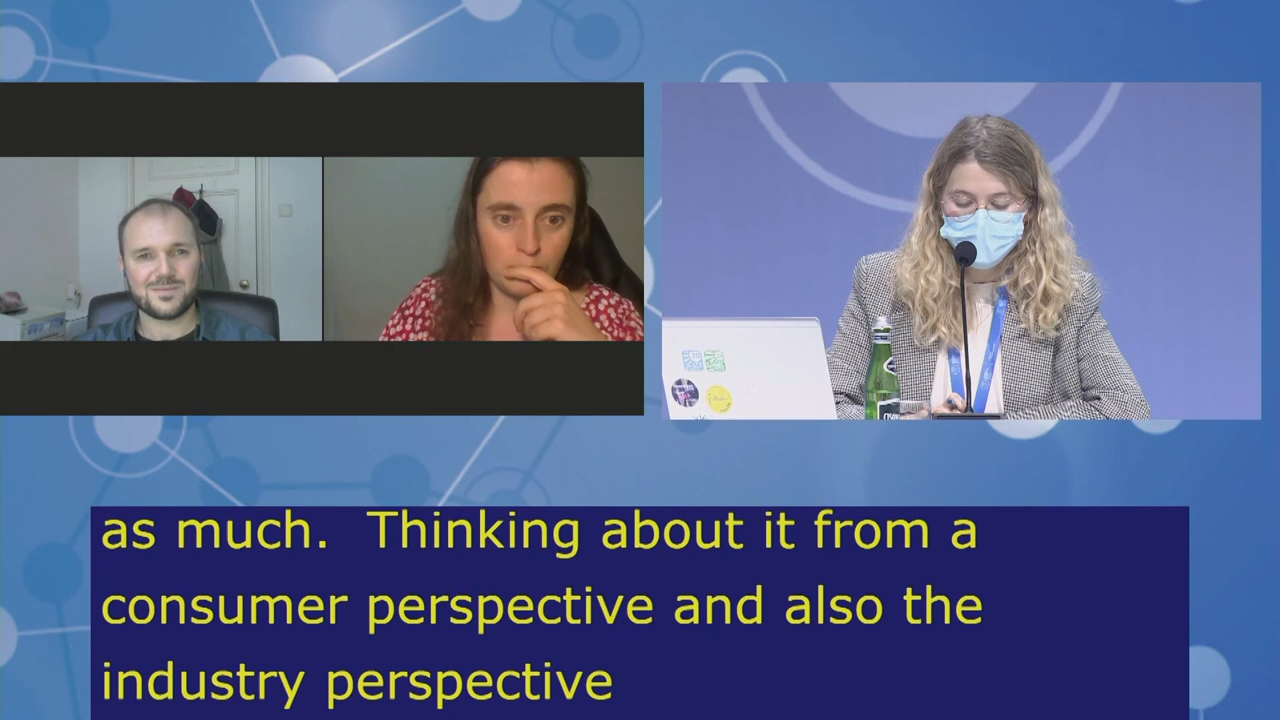 as much.  Thinking about it from a
consumer perspective and also the
industry perspective